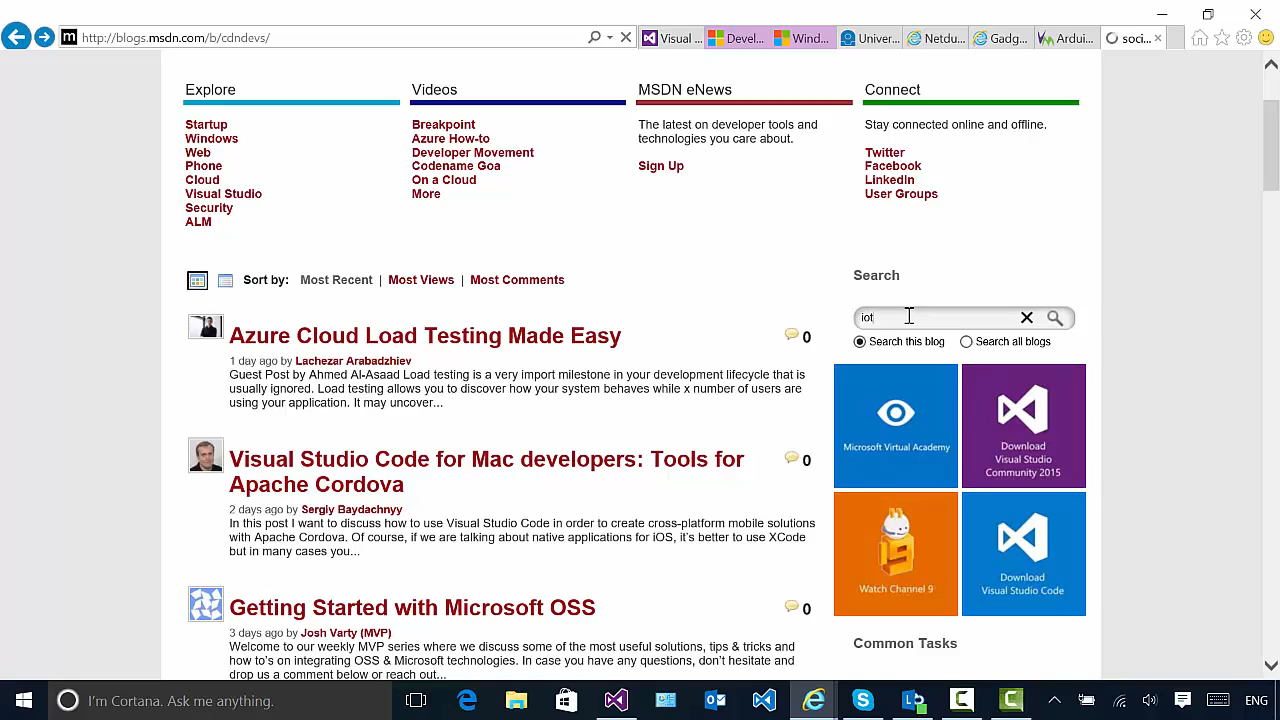 http://blogs.msdn.com/b/cdndevs/
Visual ...
Devel...
Wind...
Univer...
Netdu...
Gadg...
Ardui...
soci...
Explore
Startup
Windows
Web
Phone
Cloud
Visual Studio
Security
ALM
Videos
Breakpoint
Azure How-to
Developer Movement
Codename Goa
On a Cloud
More
MSDN eNews
The latest on developer tools and
technologies you care about.
Sign Up
Connect
Stay connected online and offline.
Twitter
Facebook
LinkedIn
User Groups
Sort by: Most Recent | Most Views | Most Comments
Azure Cloud Load Testing Made Easy
0
1 day ago by Lachezar Arabadzhiev
Guest Post by Ahmed Al-Asaad Load testing is a very import milestone in your development lifecycle that is
usually ignored. Load testing allows you to discover how your system behaves while x number of users are
using your application. It may uncover...
Visual Studio Code for Mac developers: Tools for
Apache Cordova
0
2 days ago by Sergiy Baydachnyy
In this post I want to discuss how to use Visual Studio Code in order to create cross-platform mobile solutions
with Apache Cordova. Of course, if we are talking about native applications for iOS, it's better to use XCode
but in many cases you...
Getting Started with Microsoft OSS
0
3 days ago by Josh Varty (MVP)
Welcome to our weekly MVP series where we discuss some of the most useful solutions, tips & tricks and
how to's on integrating OSS & Microsoft technologies. In case you have any questions, don't hesitate and
drop us a comment below or reach out...
Search
iot
Search this blog
Search all blogs
Microsoft Virtual Academy
Download
Visual Studio
Community 2015
Watch Channel 9
Download
Visual Studio Code
Common Tasks
I'm Cortana. Ask me anything.
ENG